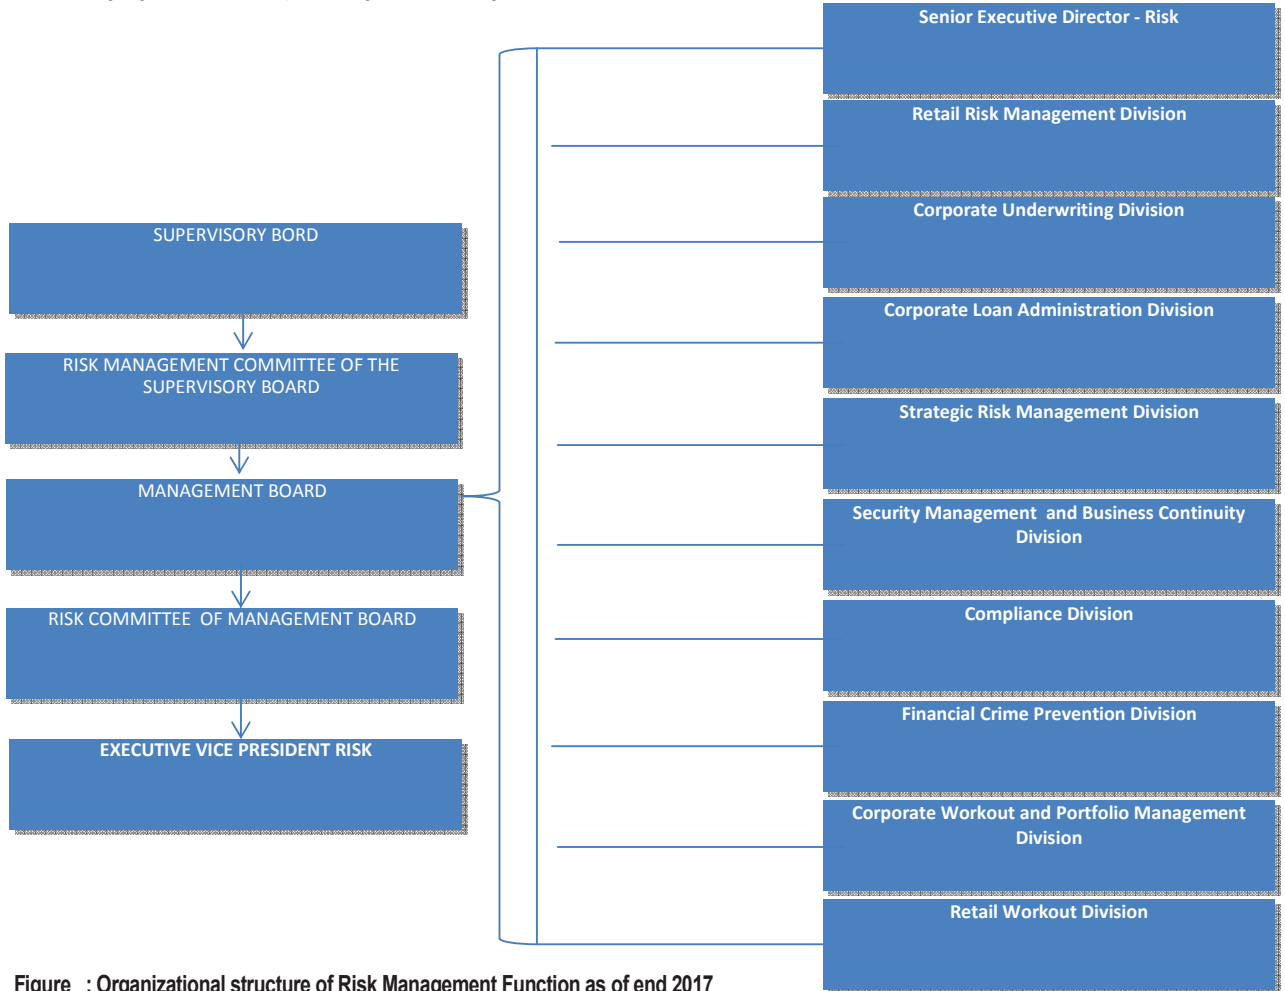 SUPERVISORY BORD
RISK MANAGEMENT COMMITTEE OF THE
SUPERVISORY BOARD
MANAGEMENT BOARD
RISK COMMITTEE OF MANAGEMENT BOARD
EXECUTIVE VICE PRESIDENT RISK
Senior Executive Director - Risk
Retail Risk Management Division
Corporate Underwriting Division
Corporate Loan Administration Division
Strategic Risk Management Division
Security Management and Business Continuity
Division
Compliance Division
Financial Crime Prevention Division
Corporate Workout and Portfolio Management
Division
Retail Workout Division
Figure : Organizational structure of Risk Management Function as of end 2017